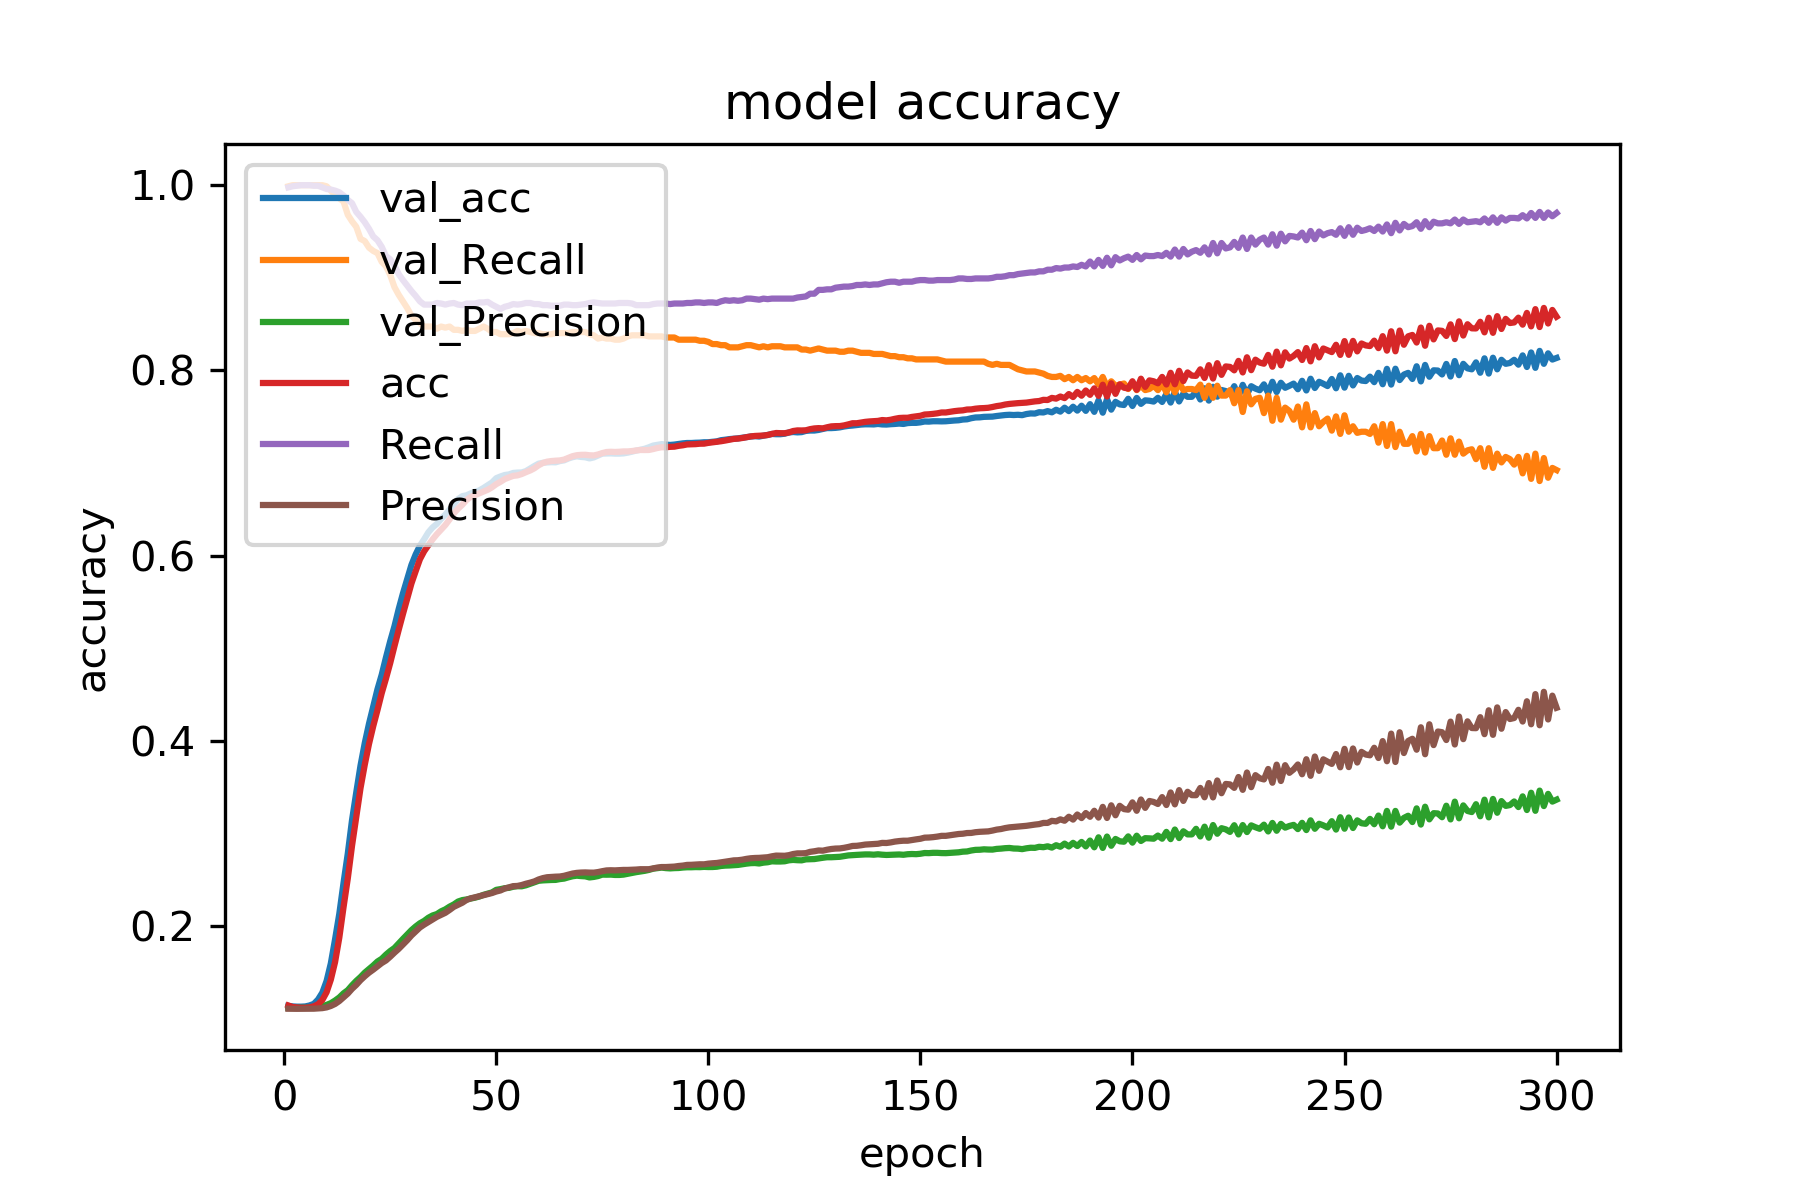 model accuracy
val_acc
val_Recall
val_Precision
acc
Recall
Precision
accuracy
1.0
0.8
0.6
0.4
0.2
0 50 100 150 200 250 300
epoch